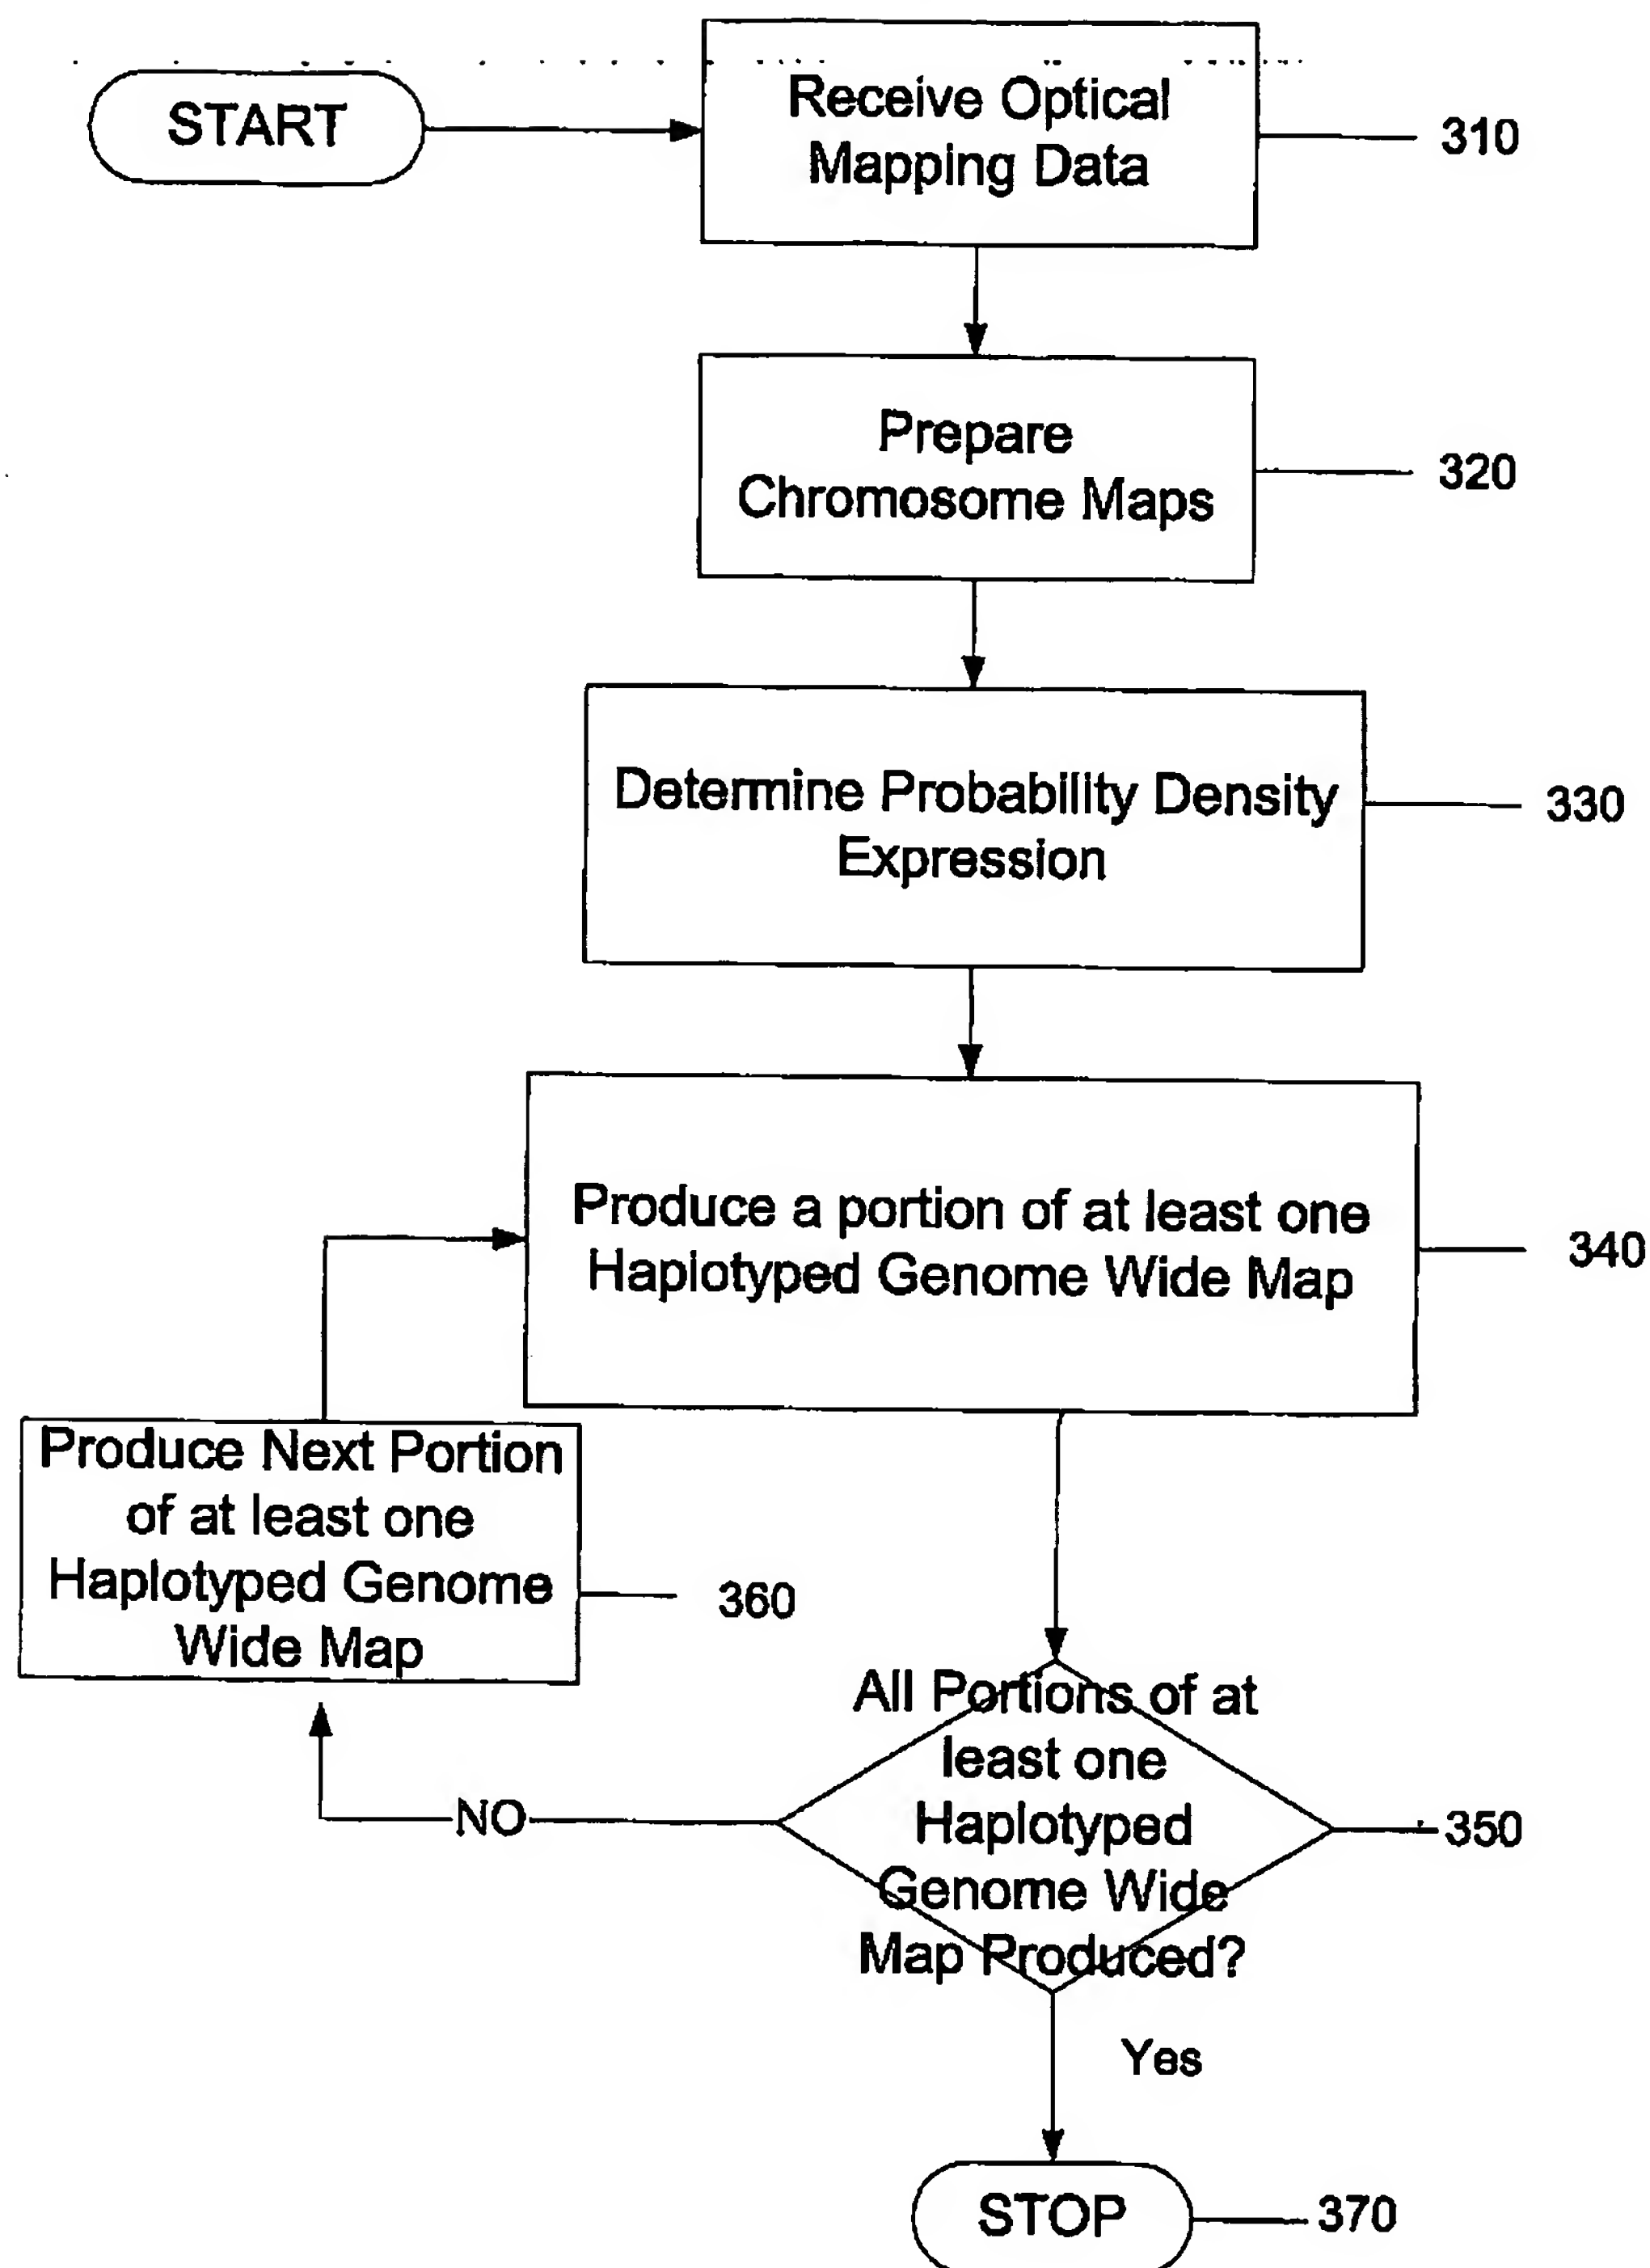 START
Receive Optical
Mapping Data
310
Prepare
Chromosome Maps
320
Determine Probability Density
Expression
330
Produce a portion of at least one
Haplotyped Genome Wide Map
340
Produce Next Portion
of at least one
Haplotyped Genome
Wide Map
360
All Portions of at
least one
Haplotyped
Genome Wide
Map Produced?
350
NO
Yes
STOP
370